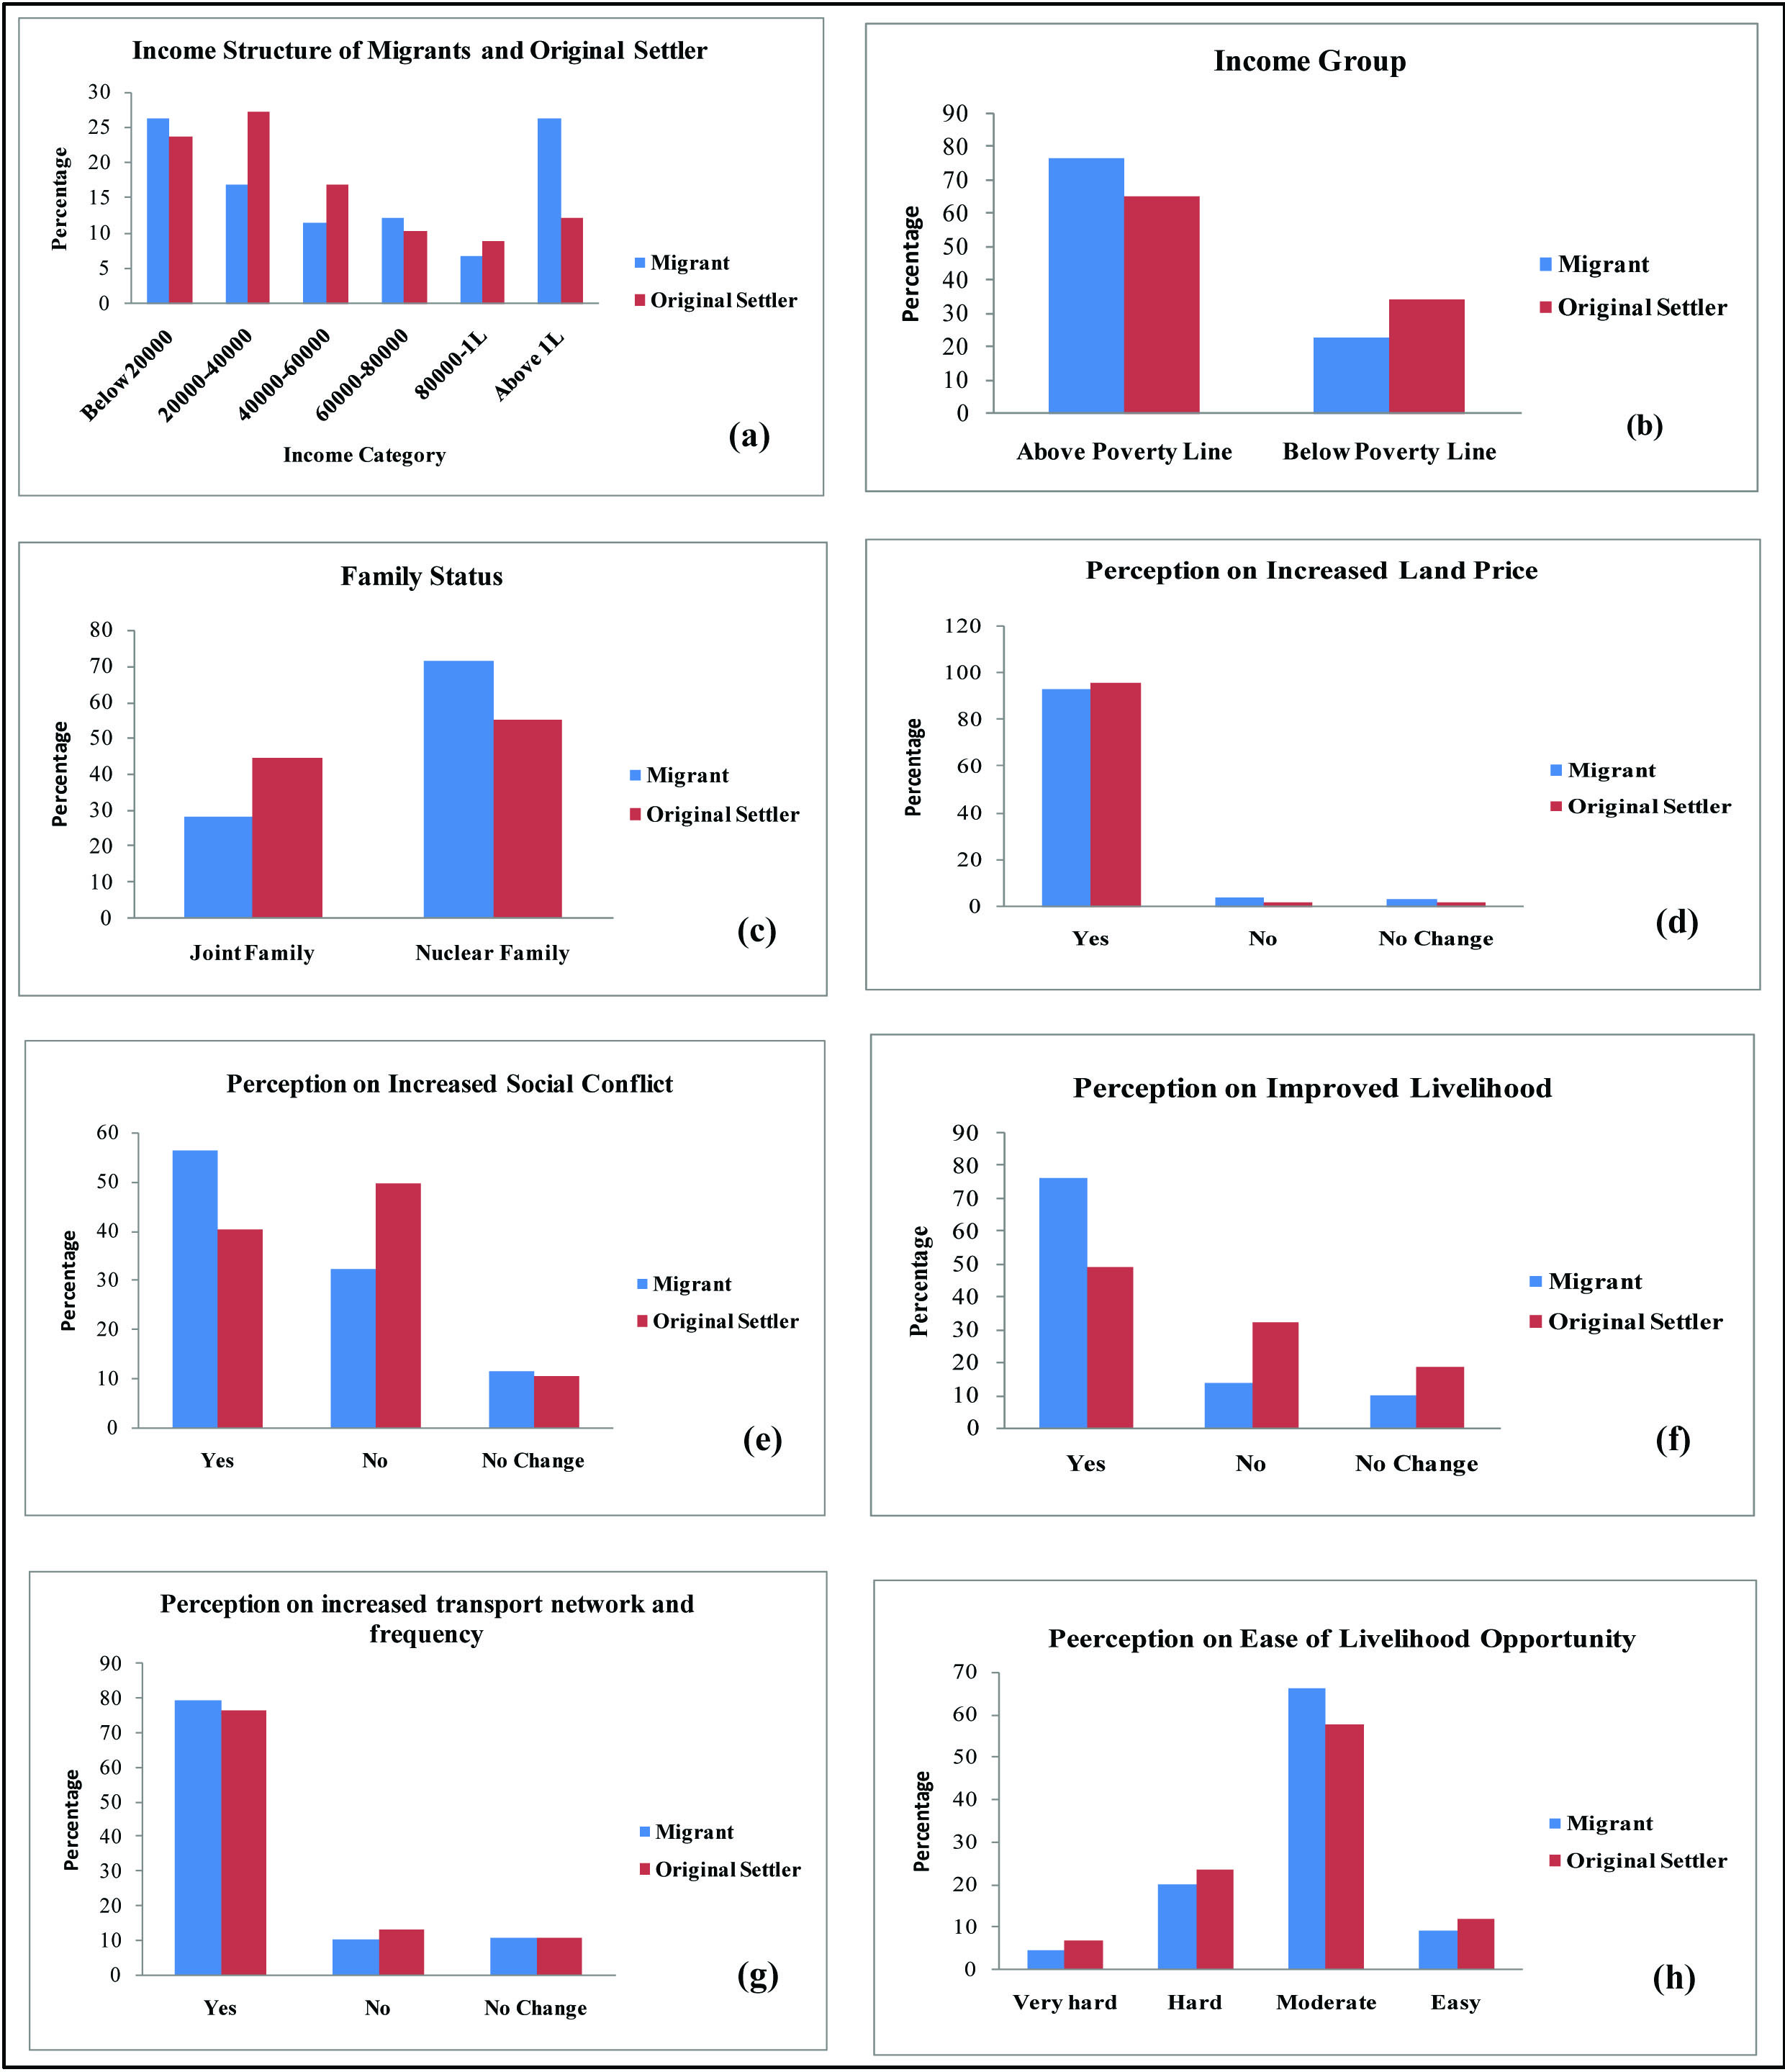 Income Structure of Migrants and Original Settler
30
25
20
15
10
5
0
Percentage
Below 20000
20000-40000
40000-60000
60000-80000
80000-1L
Above 1L
Income Category
Migrant
Original Settler
(a)
Income Group
90
80
70
60
50
40
30
20
10
0
Percentage
Above Poverty Line
Below Poverty Line
Migrant
Original Settler
(b)
Family Status
80
70
60
50
40
30
20
10
0
Percentage
Joint Family
Nuclear Family
Migrant
Original Settler
(c)
Perception on Increased Land Price
120
100
80
60
40
20
0
Percentage
Yes
No
No Change
Migrant
Original Settler
(d)
Perception on Increased Social Conflict
60
50
40
30
20
10
0
Percentage
Yes
No
No Change
Migrant
Original Settler
(e)
Perception on Improved Livelihood
90
80
70
60
50
40
30
20
10
0
Percentage
Yes
No
No Change
Migrant
Original Settler
(f)
Perception on increased transport network and
frequency
90
80
70
60
50
40
30
20
10
0
Percentage
Yes
No
No Change
Migrant
Original Settler
(g)
Peerception on Ease of Livelihood Opportunity
70
60
50
40
30
20
10
0
Percentage
Very hard
Hard
Moderate
Easy
Migrant
Original Settler
(h)